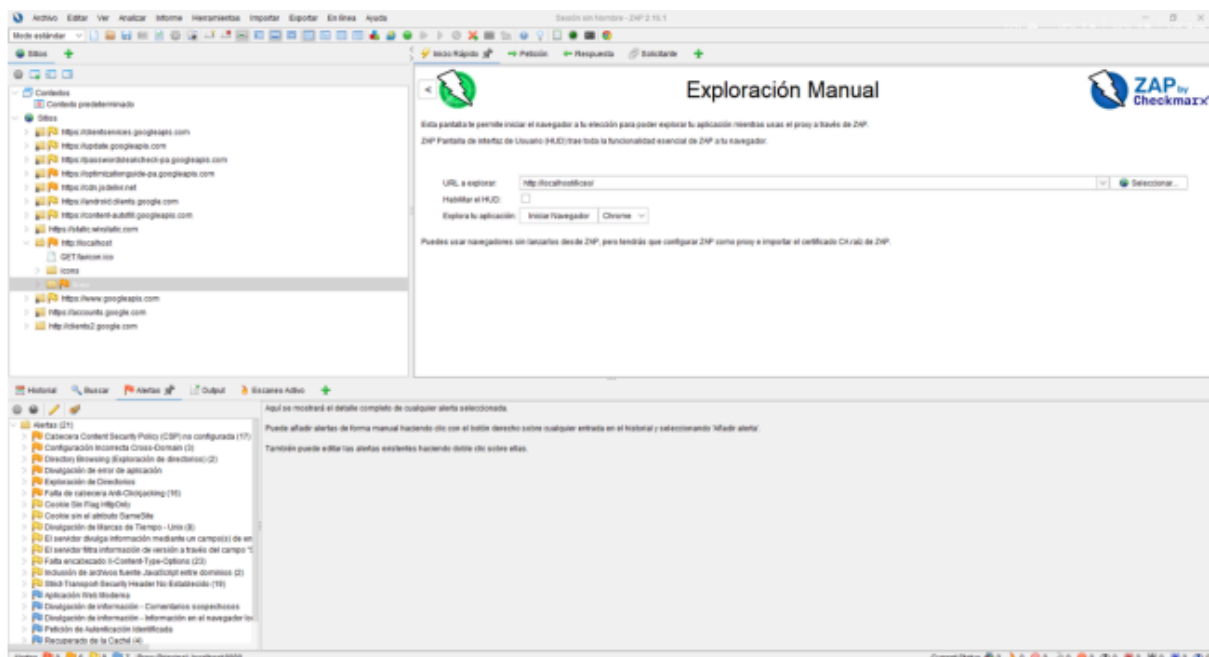 Archivo Editar Ver Analizar Informe Herramientas Importar Exportar En línea Ayuda
Sesión sin Nombre - ZAP 2.16.1
Modo estándar
Sitios
Inicio Rápido
Petición
Respuesta
Solicitante
Contextos
Contexto predeterminado
Sitios
https://clientservices.googleapis.com
https://update.googleapis.com
https://passwordsleakcheck-pa.googleapis.com
https://optimizationguide-pa.googleapis.com
https://cdn.jsdelivr.net
https://android.clients.google.com
https://content-autofill.googleapis.com
https://static.wixstatic.com
http://localhost
GET:favicon.ico
icons
https://www.googleapis.com
https://accounts.google.com
http://clients2.google.com
<
Exploración Manual
ZAP by Checkmarx
Esta pantalla te permite iniciar el navegador a tu elección para poder explorar tu aplicación mientras usas el proxy a través de ZAP.
ZAP Pantalla de interfaz de Usuario (HUD) trae toda la funcionalidad esencial de ZAP a tu navegador.
URL a explorar:
Seleccionar...
Habilitar el HUD:
Explora tu aplicación:
Iniciar Navegador
Chrome
Puedes usar navegadores sin lanzarlos desde ZAP, pero tendrás que configurar ZAP como proxy e importar el certificado CA raíz de ZAP.
Historial
Buscar
Alertas
Output
Escaneo Activo
Alertas (21)
Cabecera Content Security Policy (CSP) no configurada (17)
Configuración Incorrecta Cross-Domain (3)
Directory Browsing (Exploración de directorios) (2)
Divulgación de error de aplicación
Exploración de Directorios
Falta de cabecera Anti-Clickjacking (16)
Cookie Sin Flag HttpOnly
Cookie sin el atributo SameSite
Divulgación de Marcas de Tiempo - Unix (8)
El servidor divulga información mediante un campo(s) de en
El servidor filtra información de versión a través del campo "S
Falta encabezado X-Content-Type-Options (23)
Inclusión de archivos fuente JavaScript entre dominios (2)
Strict-Transport-Security Header No Establecido (19)
Aplicación Web Moderna
Divulgación de información - Comentarios sospechosos
Divulgación de información - Información en el navegador lo
Petición de Autenticación Identificada
Recuperado de la Caché (4)
Aquí se mostrará el detalle completo de cualquier alerta seleccionada.
Puede añadir alertas de forma manual haciendo clic con el botón derecho sobre cualquier entrada en el historial y seleccionando 'Añadir alerta'.
También puede editar las alertas existentes haciendo doble clic sobre ellas.